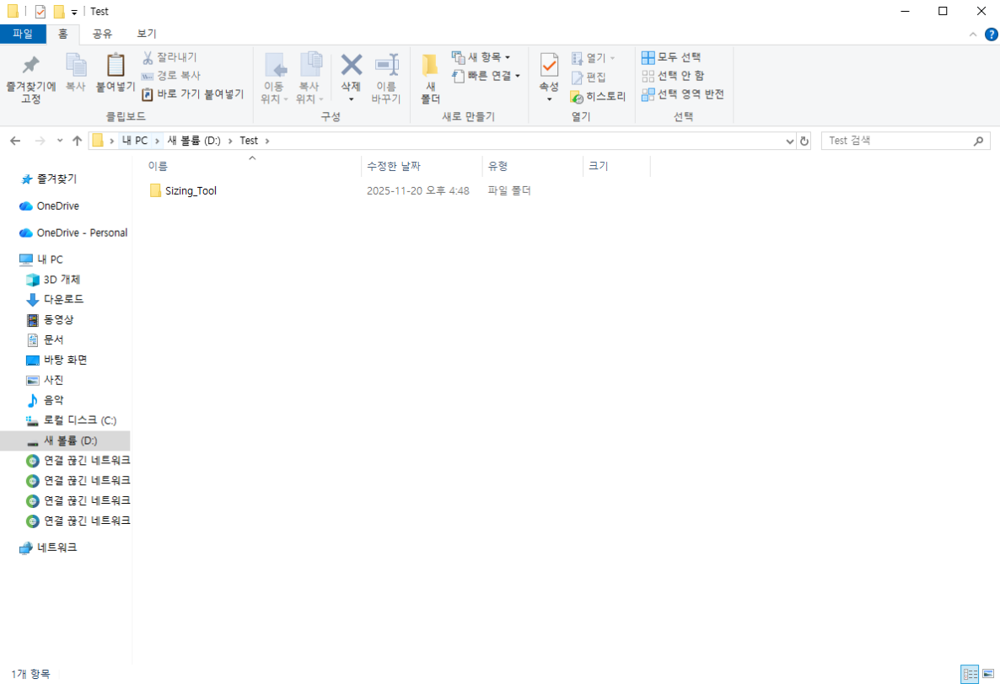 Test
파일 홈 공유 보기
즐겨찾기에 고정
복사
붙여넣기
잘라내기
경로 복사
바로 가기 붙여넣기
클립보드
이동 위치
복사 위치
삭제
이름 바꾸기
구성
새 폴더
새 항목
빠른 연결
새로 만들기
속성
열기
편집
히스토리
열기
모두 선택
선택 안 함
선택 영역 반전
선택
내 PC > 새 볼륨 (D:) > Test >
Test 검색
이름 수정한 날짜 유형 크기
Sizing_Tool 2025-11-20 오후 4:48 파일 폴더
즐겨찾기
OneDrive
OneDrive - Personal
내 PC
3D 개체
다운로드
동영상
문서
바탕 화면
사진
음악
로컬 디스크 (C:)
새 볼륨 (D:)
연결 끊긴 네트워크
연결 끊긴 네트워크
연결 끊긴 네트워크
연결 끊긴 네트워크
네트워크
1개 항목